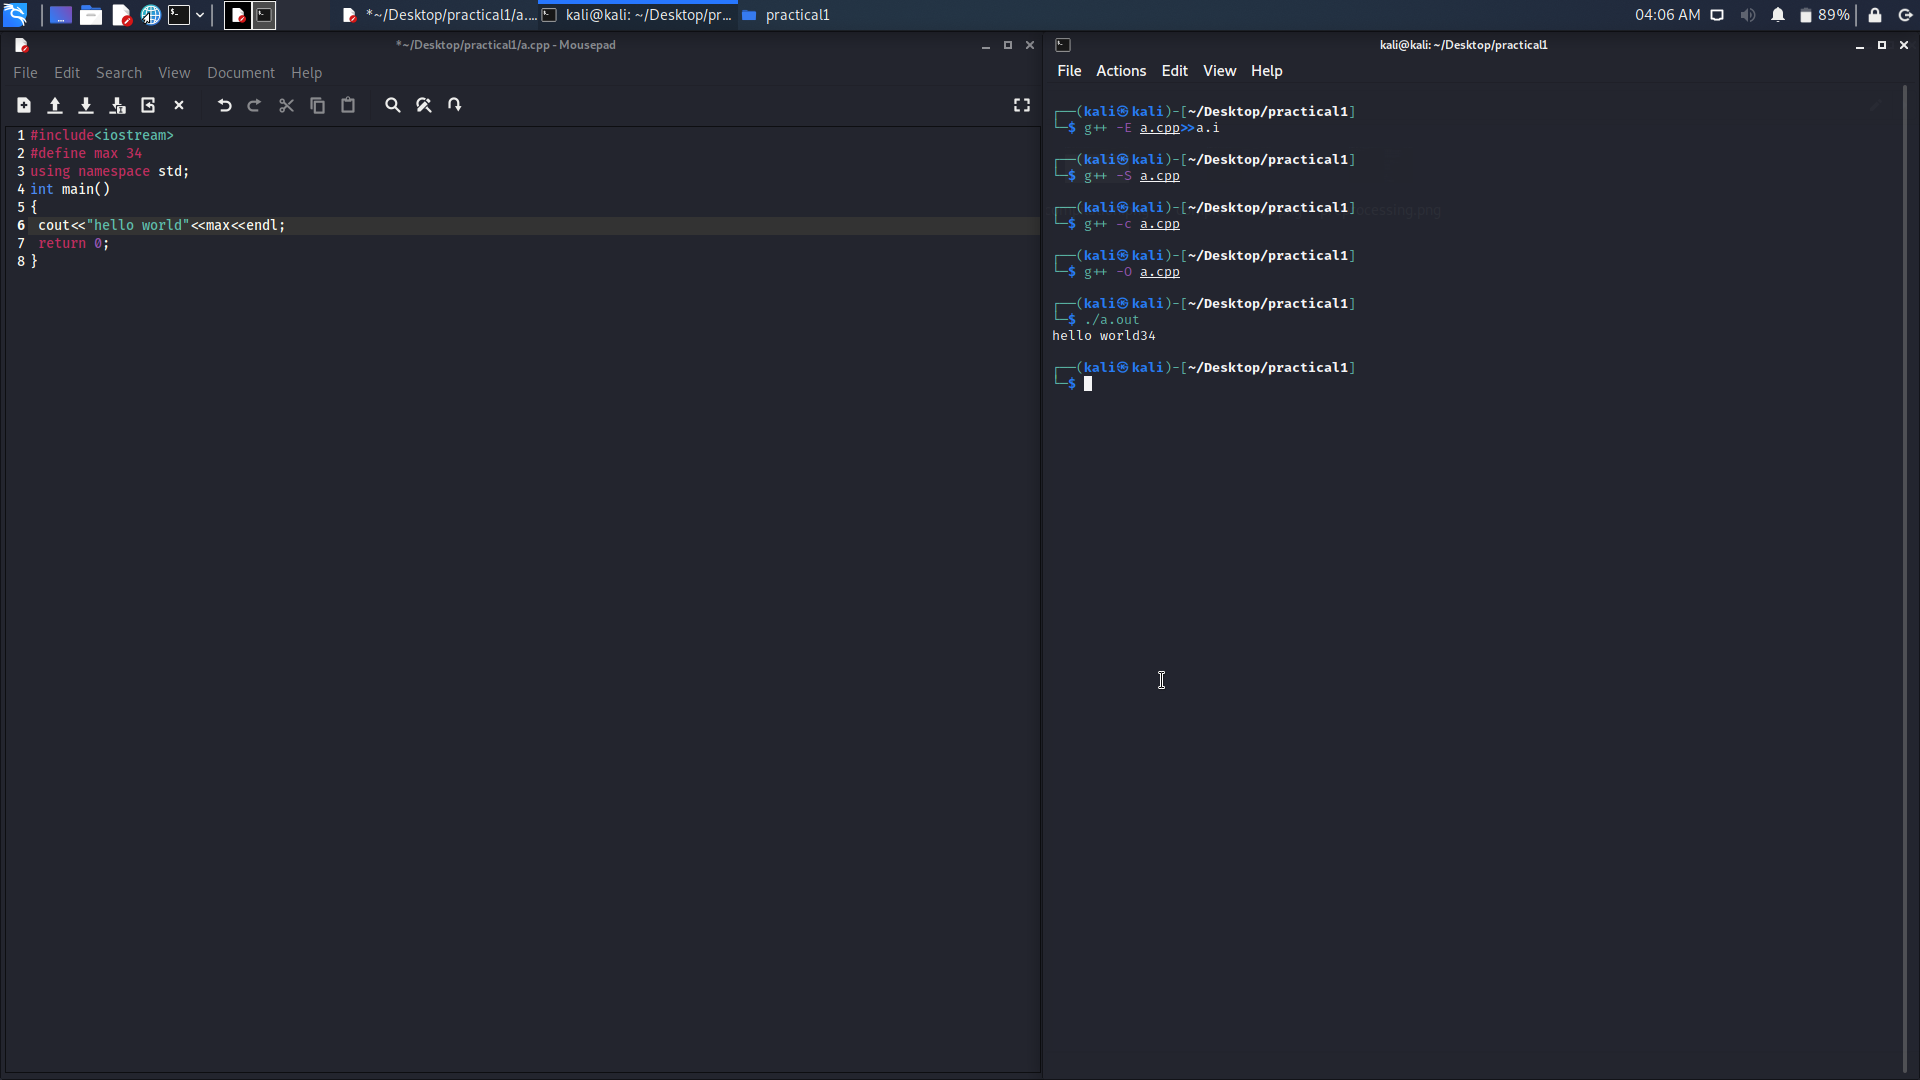 *~/Desktop/practical1/a....
kali@kali: ~/Desktop/pr...
practical1
04:06 AM
89%
*~/Desktop/practical1/a.cpp - Mousepad
File Edit Search View Document Help
1 #include<iostream>
2 #define max 34
3 using namespace std;
4 int main()
5 {
6  cout<<"hello world"<<max<<endl;
7  return 0;
8 }
kali@kali: ~/Desktop/practical1
File Actions Edit View Help
┌──(kali㉿kali)-[~/Desktop/practical1]
└─$ g++ -E a.cpp>>a.i
┌──(kali㉿kali)-[~/Desktop/practical1]
└─$ g++ -S a.cpp
┌──(kali㉿kali)-[~/Desktop/practical1]
└─$ g++ -c a.cpp
┌──(kali㉿kali)-[~/Desktop/practical1]
└─$ g++ -O a.cpp
┌──(kali㉿kali)-[~/Desktop/practical1]
└─$ ./a.out
hello world34
┌──(kali㉿kali)-[~/Desktop/practical1]
└─$